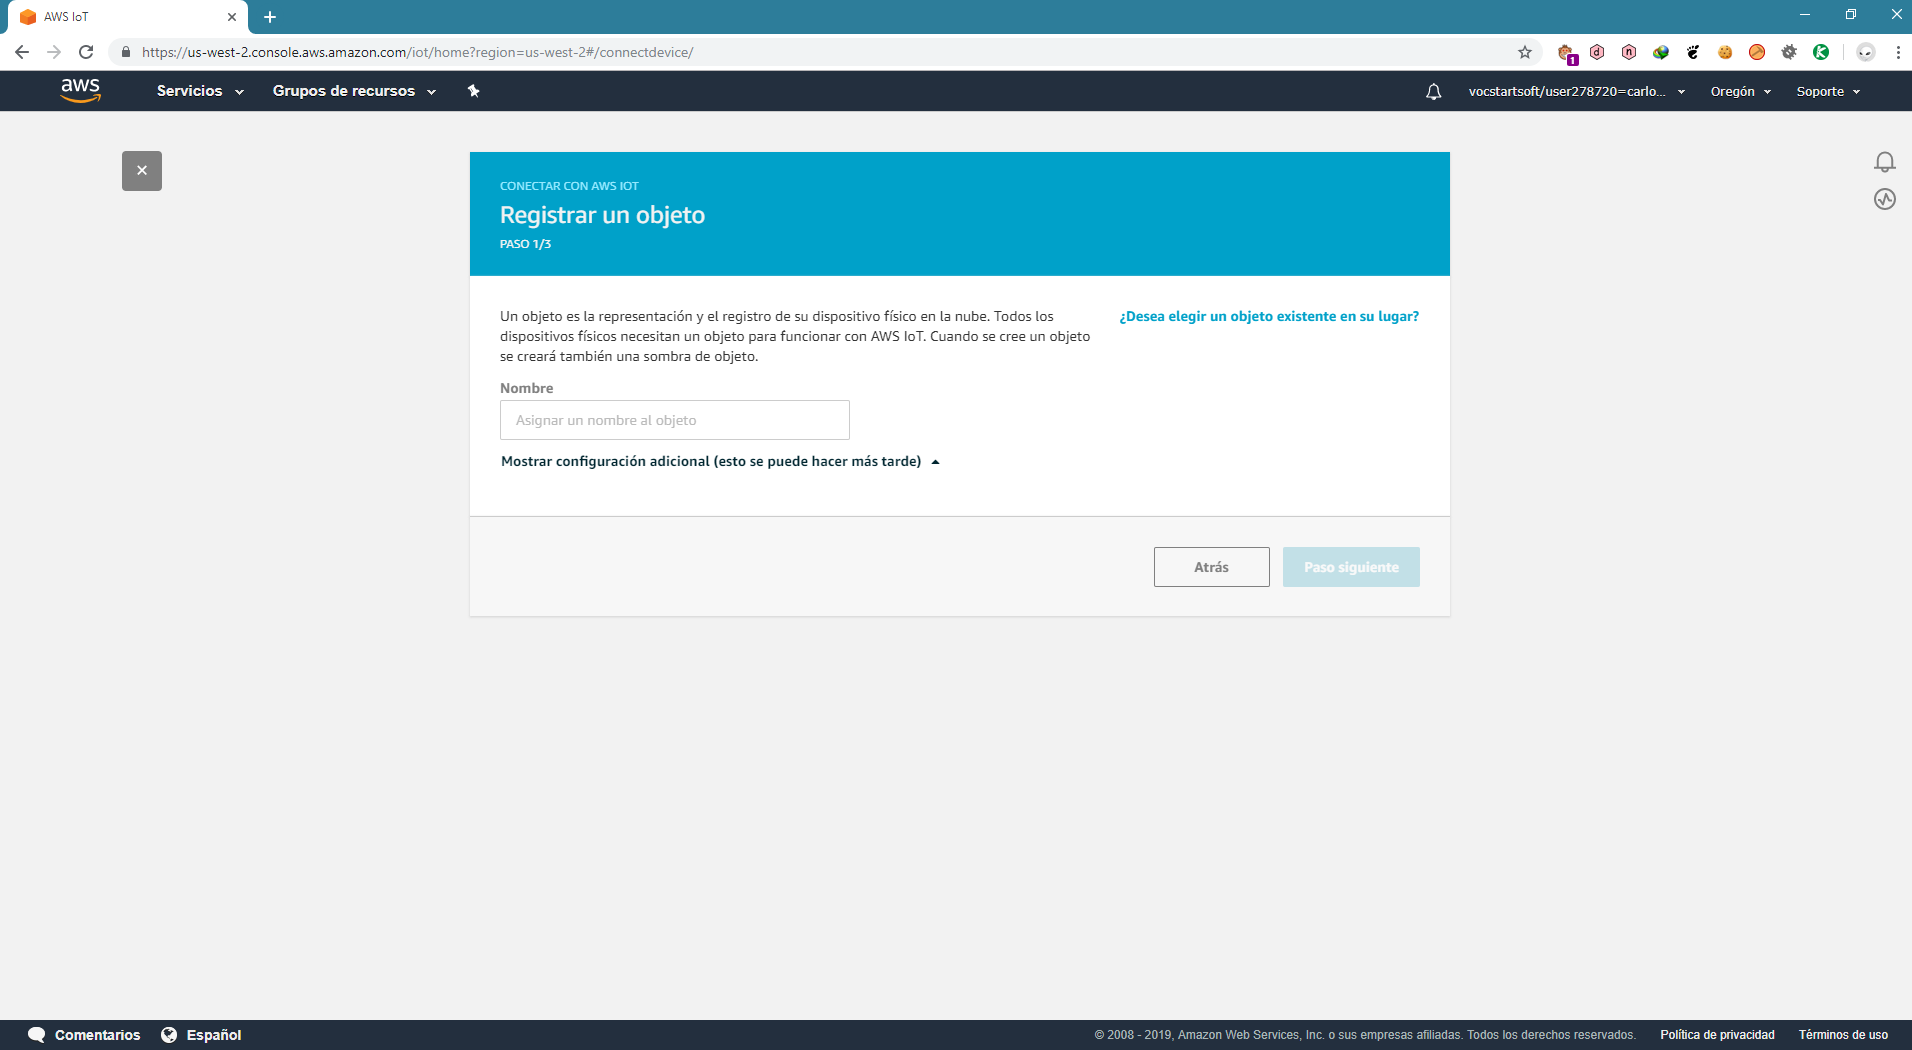 AWS IoT
https://us-west-2.console.aws.amazon.com/iot/home?region=us-west-2#/connectdevice/
1
aws
Servicios
Grupos de recursos
vocstartsoft/user278720=carlo...
Oregón
Soporte
CONECTAR CON AWS IOT
Registrar un objeto
PASO 1/3
Un objeto es la representación y el registro de su dispositivo físico en la nube. Todos los
dispositivos físicos necesitan un objeto para funcionar con AWS IoT. Cuando se cree un objeto
se creará también una sombra de objeto.
¿Desea elegir un objeto existente en su lugar?
Nombre
Asignar un nombre al objeto
Mostrar configuración adicional (esto se puede hacer más tarde)
Atrás
Paso siguiente
Comentarios
Español
© 2008 - 2019, Amazon Web Services, Inc. o sus empresas afiliadas. Todos los derechos reservados.
Política de privacidad
Términos de uso